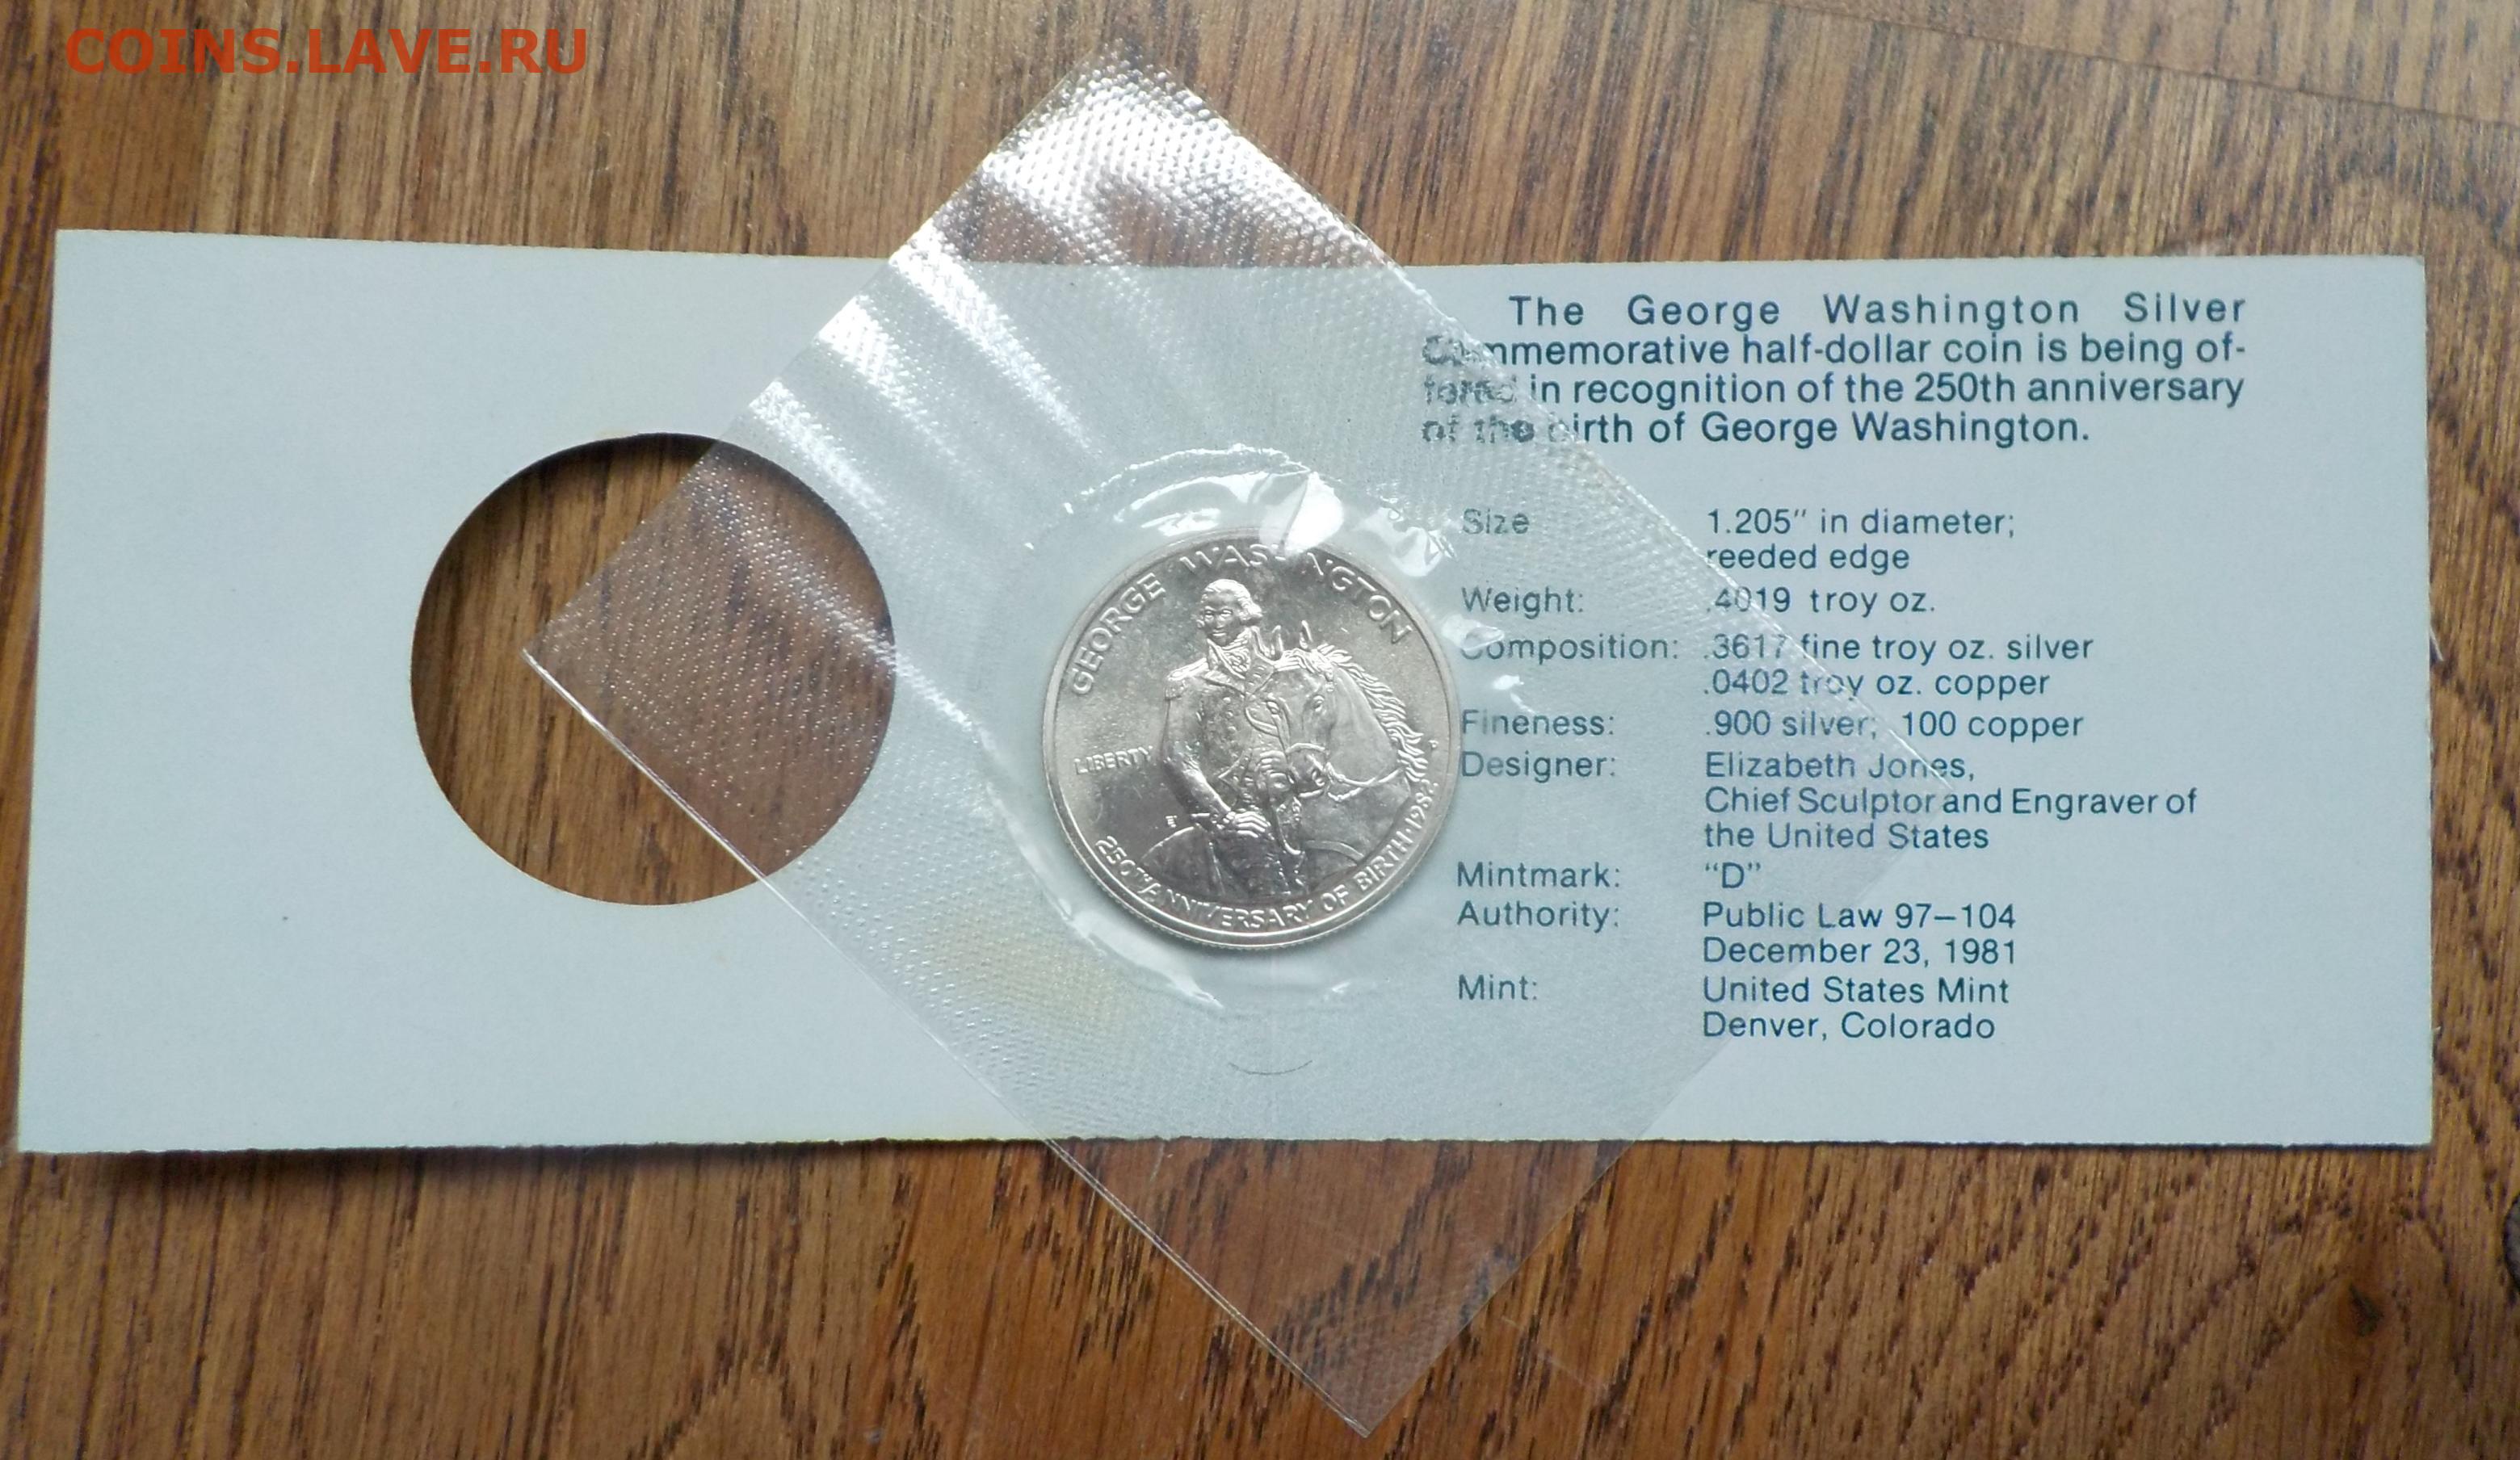 COINS.LAVE.RU
The George Washington Silver
Commemorative half-dollar coin is being of-
fered in recognition of the 250th anniversary
of the birth of George Washington.
Size 1.205" in diameter;
reeded edge
Weight: .4019 troy oz.
Composition: .3617 fine troy oz. silver
.0402 troy oz. copper
Fineness: .900 silver; 100 copper
Designer: Elizabeth Jones,
Chief Sculptor and Engraver of
the United States
Mintmark: “D”
Authority: Public Law 97–104
December 23, 1981
Mint: United States Mint
Denver, Colorado
GEORGE WASHINGTON
LIBERTY
250TH ANNIVERSARY OF BIRTH·1982